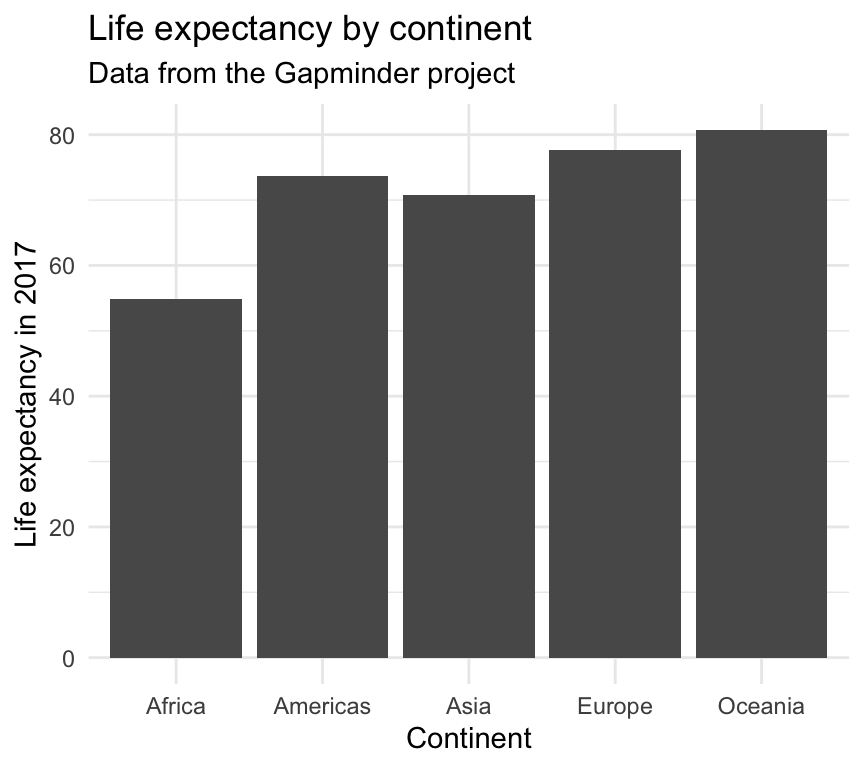 Life expectancy by continent
Data from the Gapminder project
Life expectancy in 2017
80
60
40
20
0
Africa Americas Asia Europe Oceania
Continent